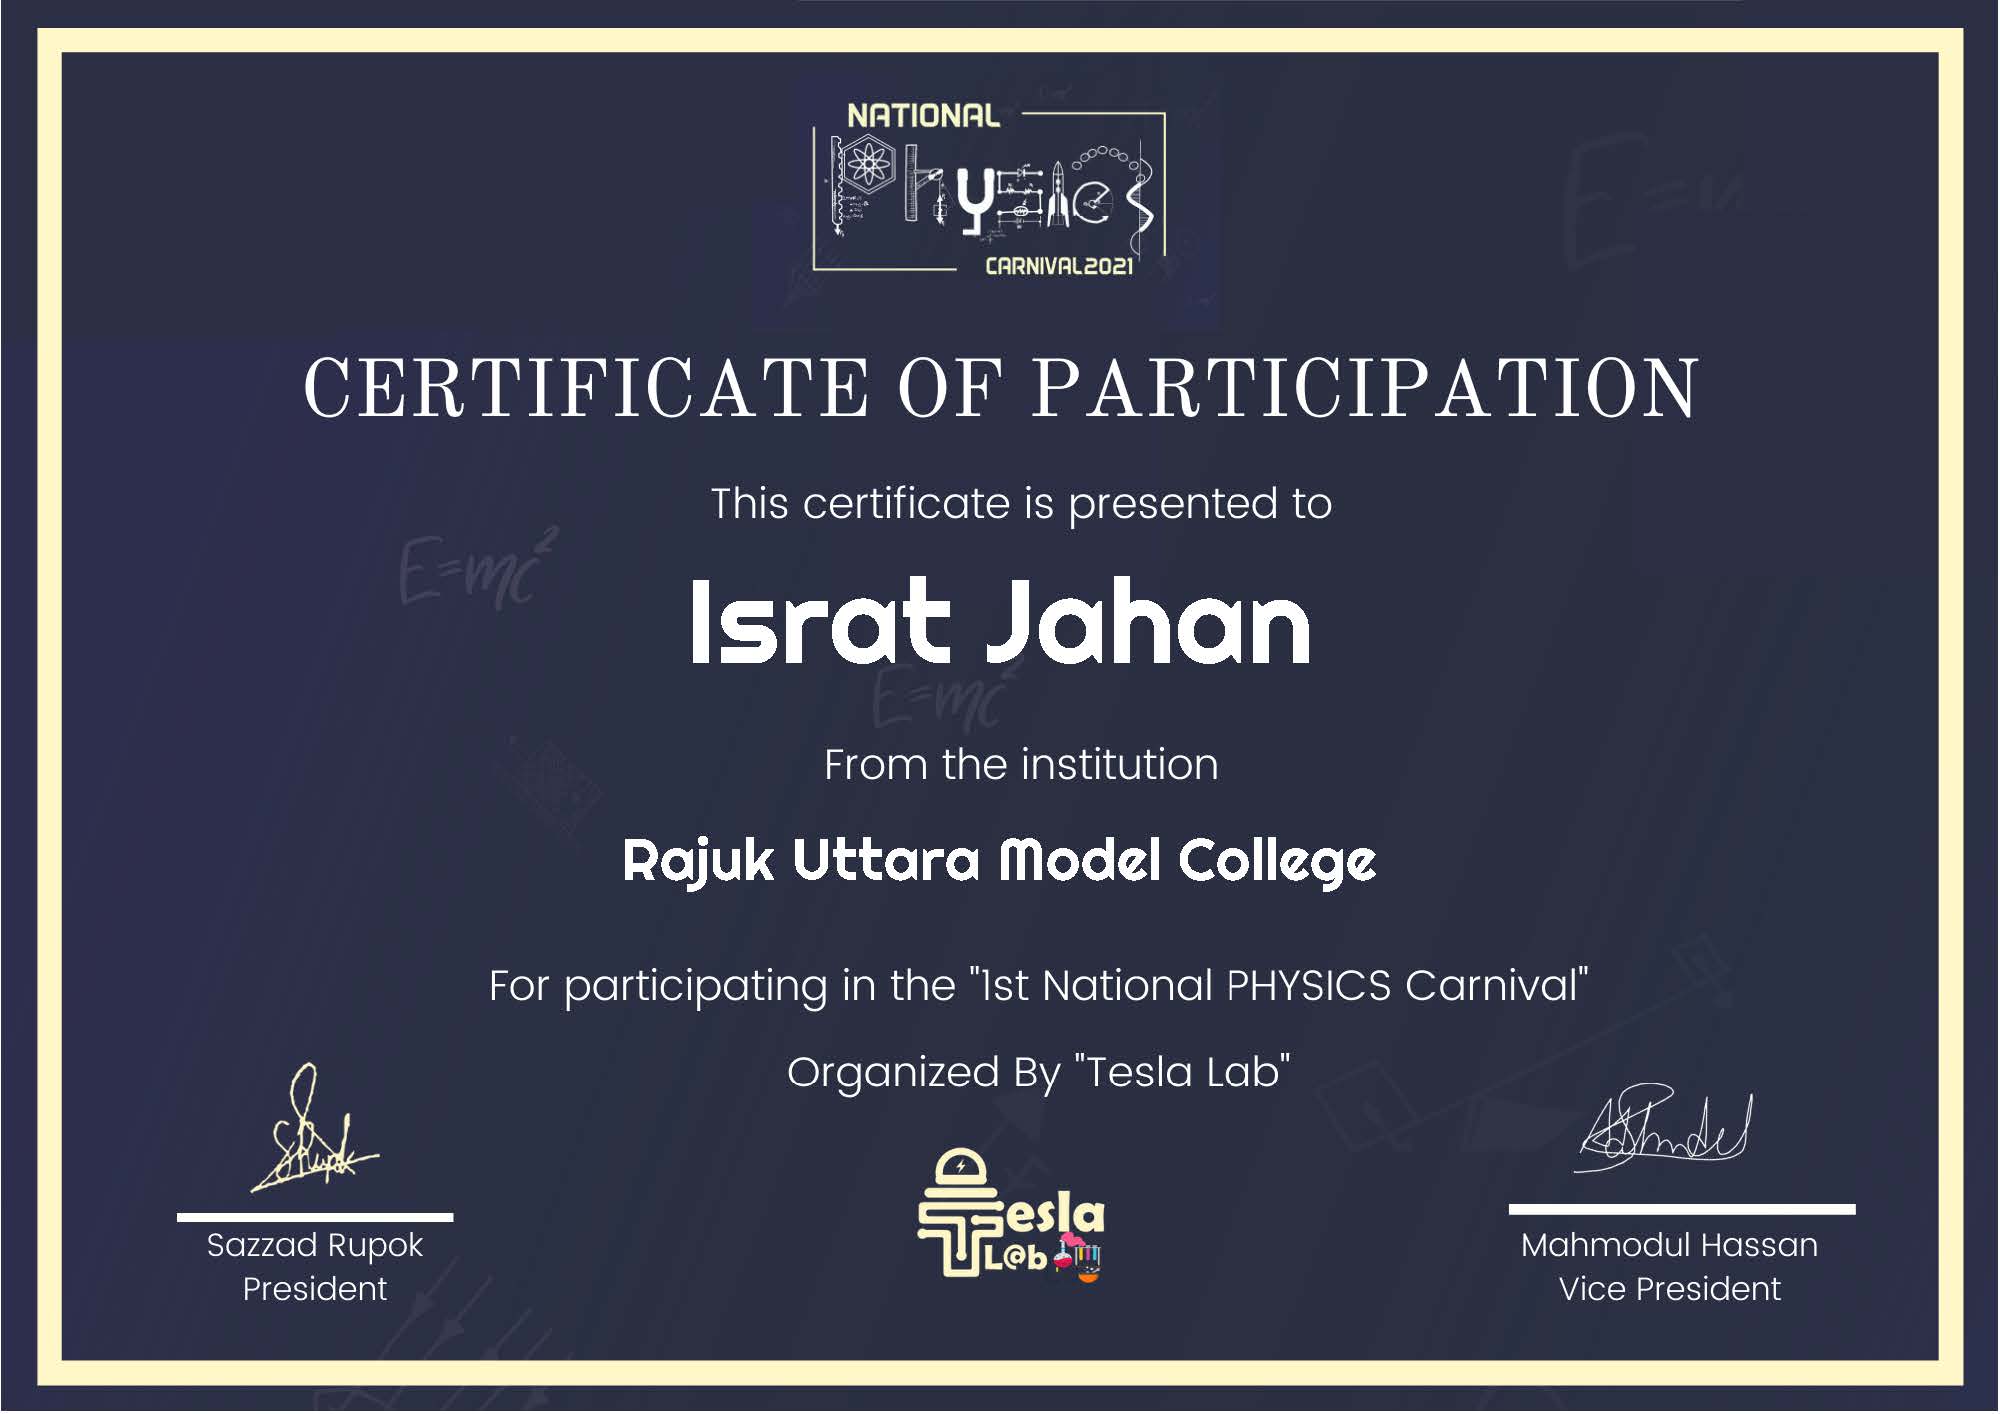 NATIONAL
Physics
CARNIVAL2021
CERTIFICATE OF PARTICIPATION
This certificate is presented to
E=mc²
Israt Jahan
E=mc²
From the institution
Rajuk Uttara Model College
For participating in the "1st National PHYSICS Carnival"
Organized By "Tesla Lab"
Tesla
L@b
Sazzad Rupok
President
Mahmodul Hassan
Vice President